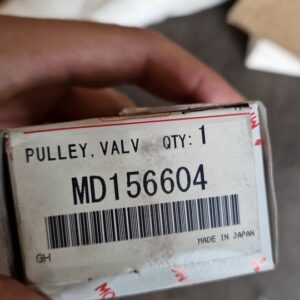 PULLEY, VALV QTY: 1
MD156604
MADE IN JAPAN
GH